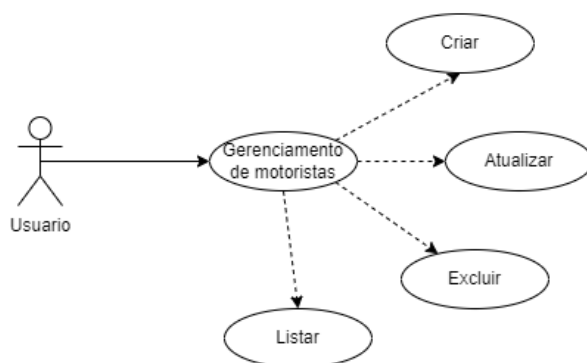 Criar
Gerenciamento
de motoristas
Atualizar
Usuario
Excluir
Listar